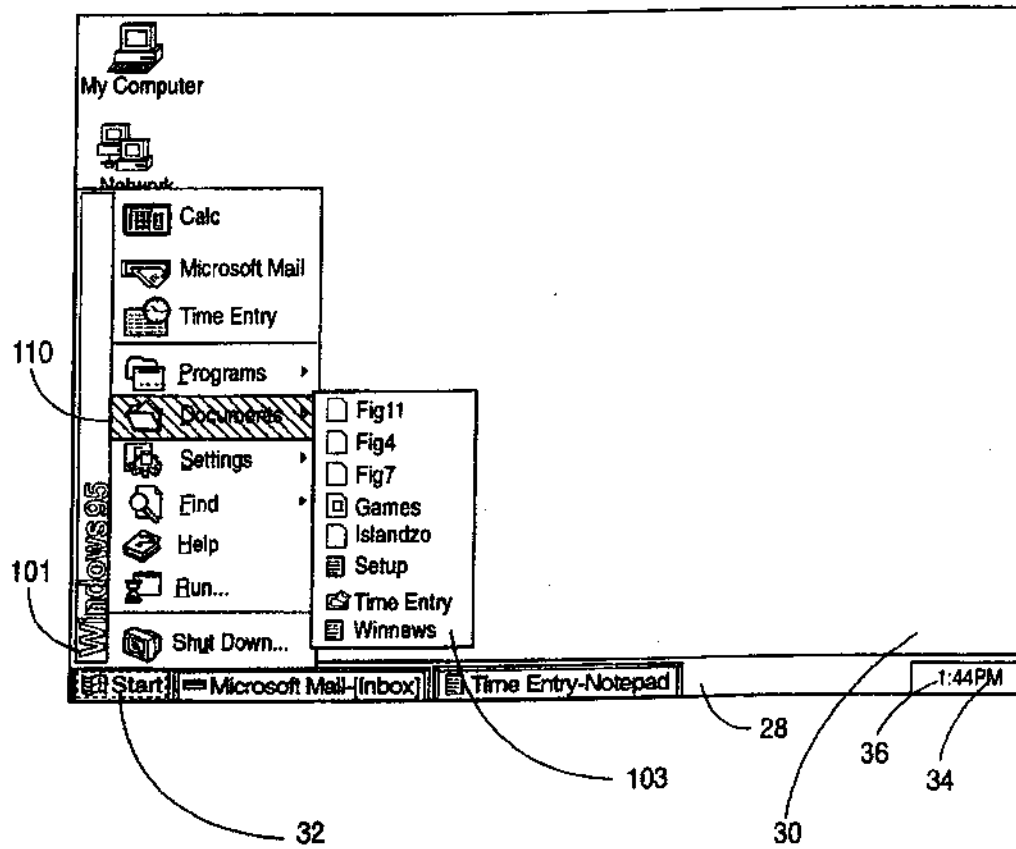 My Computer
Network
Calc
Microsoft Mail
Time Entry
110
Programs
Documents
Settings
Find
Help
Run...
Shut Down...
Windows95
101
Fig11
Fig4
Fig7
Games
Islandzo
Setup
Time Entry
Winnews
Start
Microsoft Mail-[Inbox]
Time Entry-Notepad
1:44PM
28
36
34
103
30
32